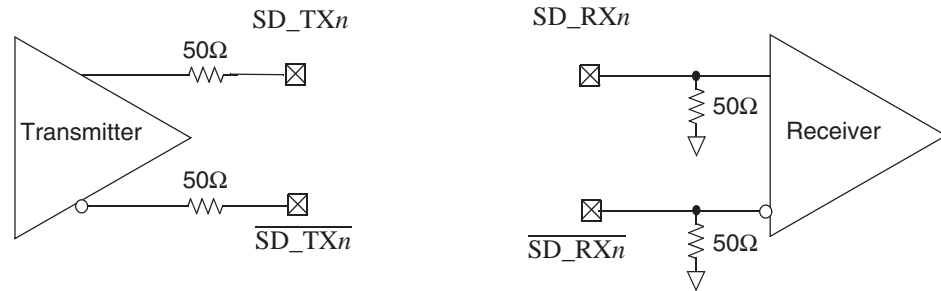 SD_TXn
SD_RXn
50Ω
50Ω
Transmitter
Receiver
50Ω
SD_TXn
SD_RXn
50Ω